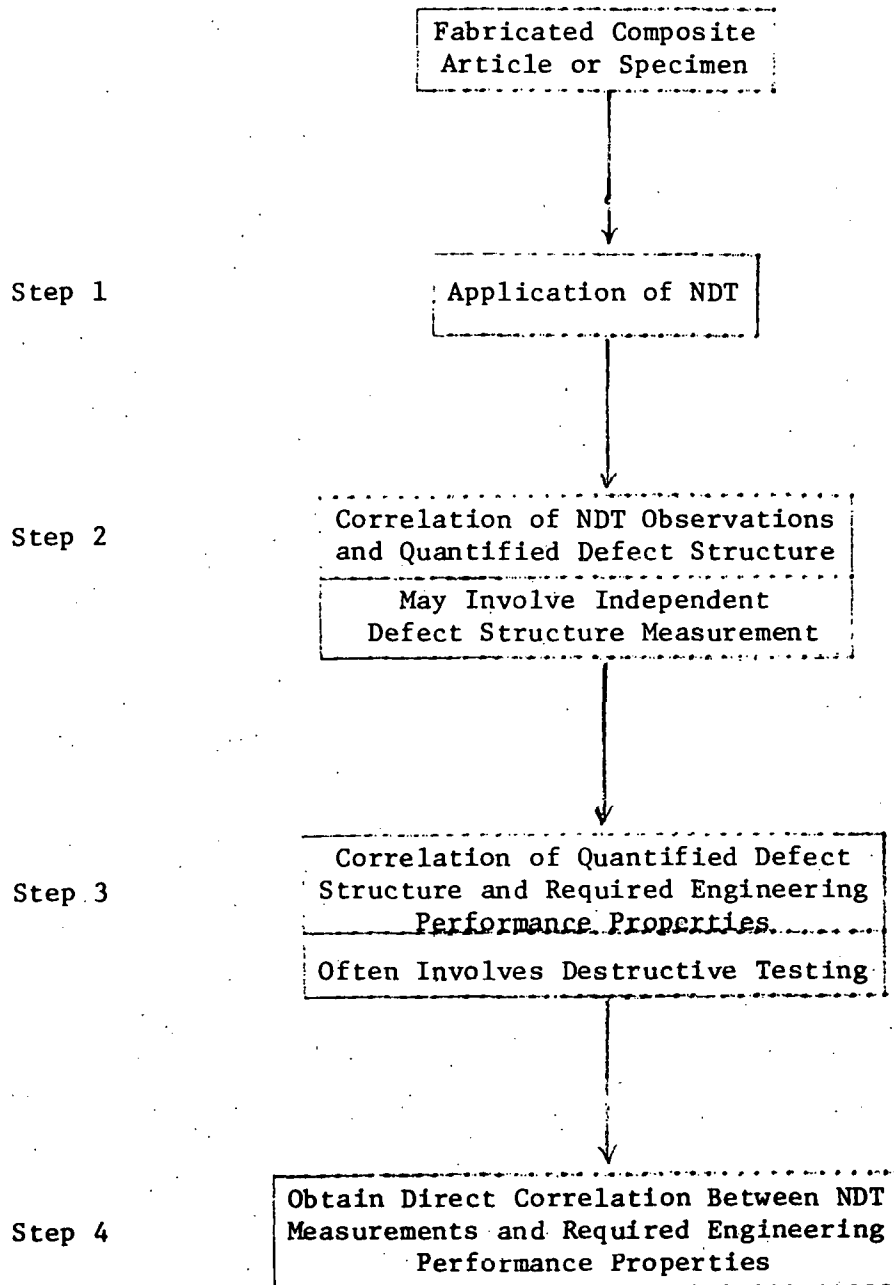 Fabricated Composite
Article or Specimen
Step 1
Application of NDT
Step 2
Correlation of NDT Observations
and Quantified Defect Structure
May Involve Independent
Defect Structure Measurement
Step 3
Correlation of Quantified Defect
Structure and Required Engineering
Performance Properties
Often Involves Destructive Testing
Step 4
Obtain Direct Correlation Between NDT
Measurements and Required Engineering
Performance Properties